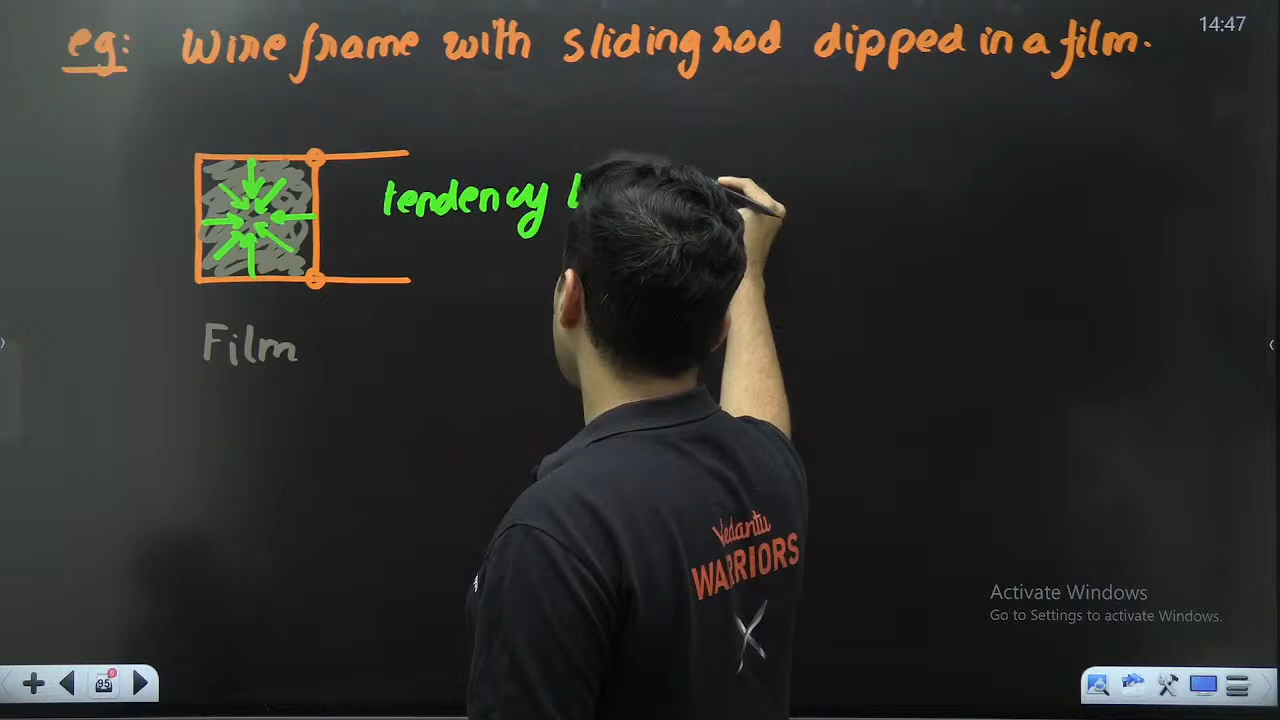 14:47
eg: Wire frame with sliding rod dipped in a film.
tendency
Film
Vedantu
WARRIORS
X
Activate Windows
Go to Settings to activate Windows.
95